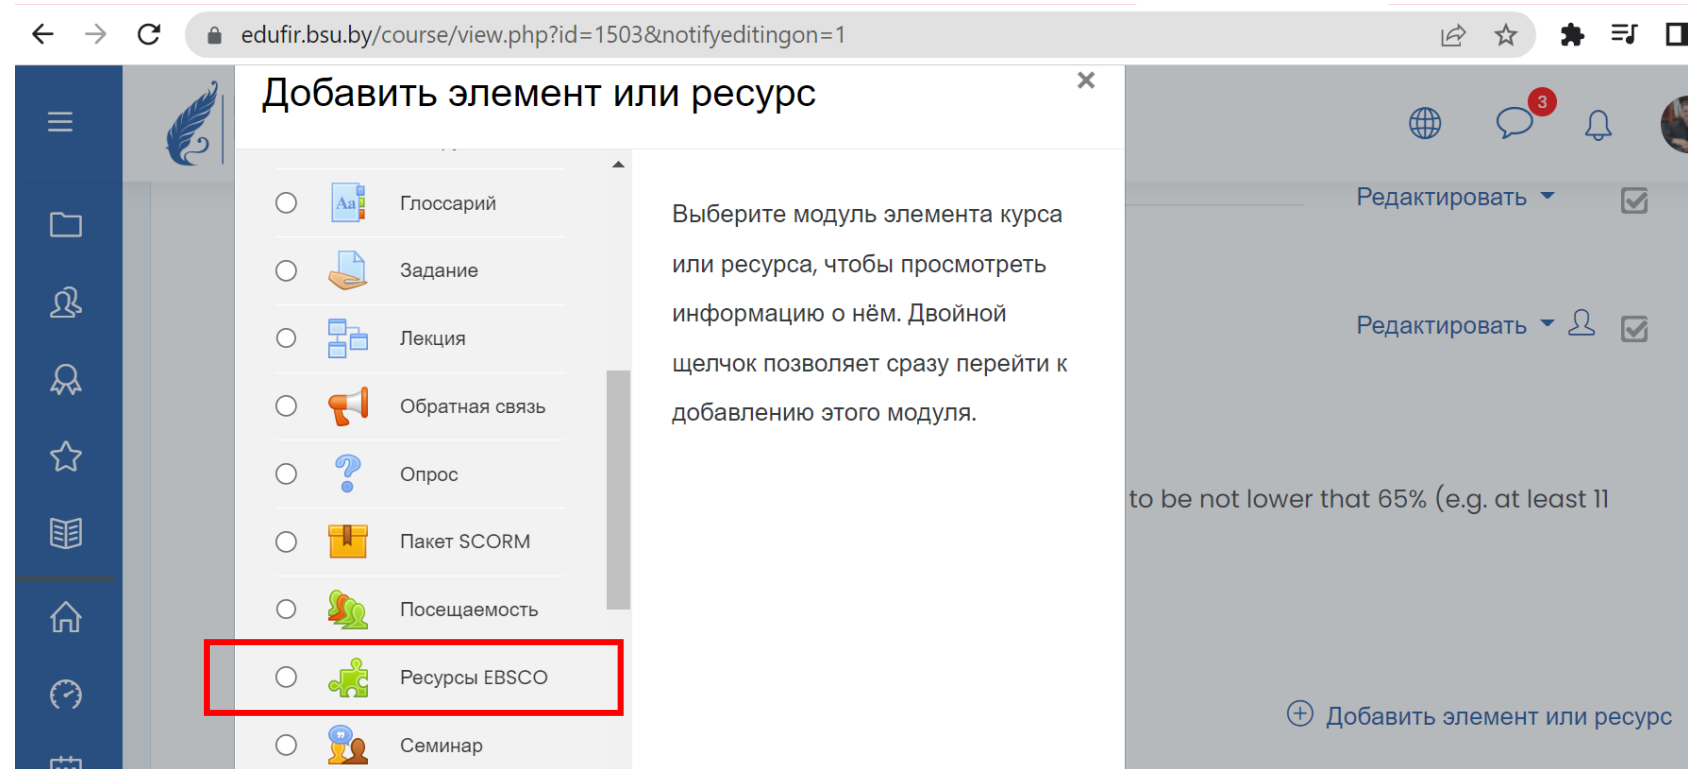 edufir.bsu.by/course/view.php?id=1503&notifyeditingon=1
Добавить элемент или ресурс
×
3
Aa
Глоссарий
Задание
Лекция
Обратная связь
Опрос
Пакет SCORM
Посещаемость
Ресурсы EBSCO
Семинар
Выберите модуль элемента курса
или ресурса, чтобы просмотреть
информацию о нём. Двойной
щелчок позволяет сразу перейти к
добавлению этого модуля.
Редактировать
Редактировать
to be not lower that 65% (e.g. at least 11
Добавить элемент или ресурс